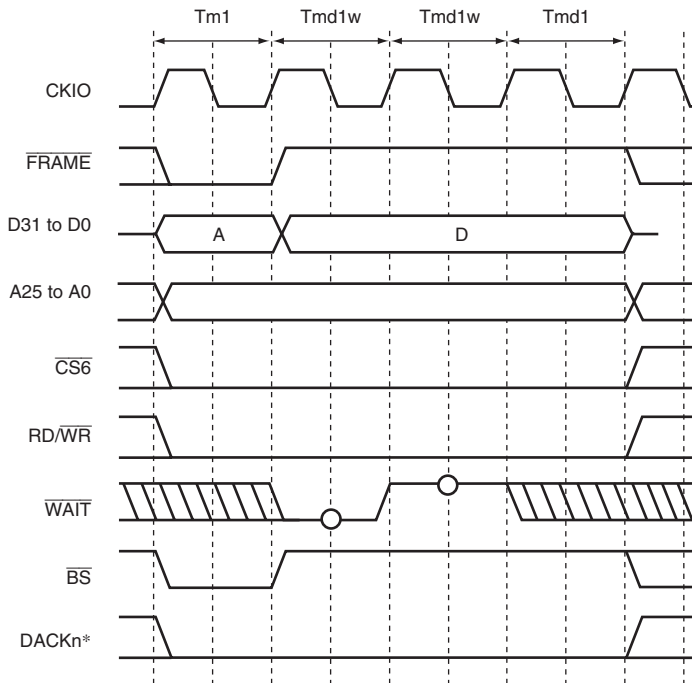 Tm1 Tmd1w Tmd1w Tmd1
CKIO
FRAME
D31 to D0 A D
A25 to A0
CS6
RD/WR
WAIT
BS
DACKn*